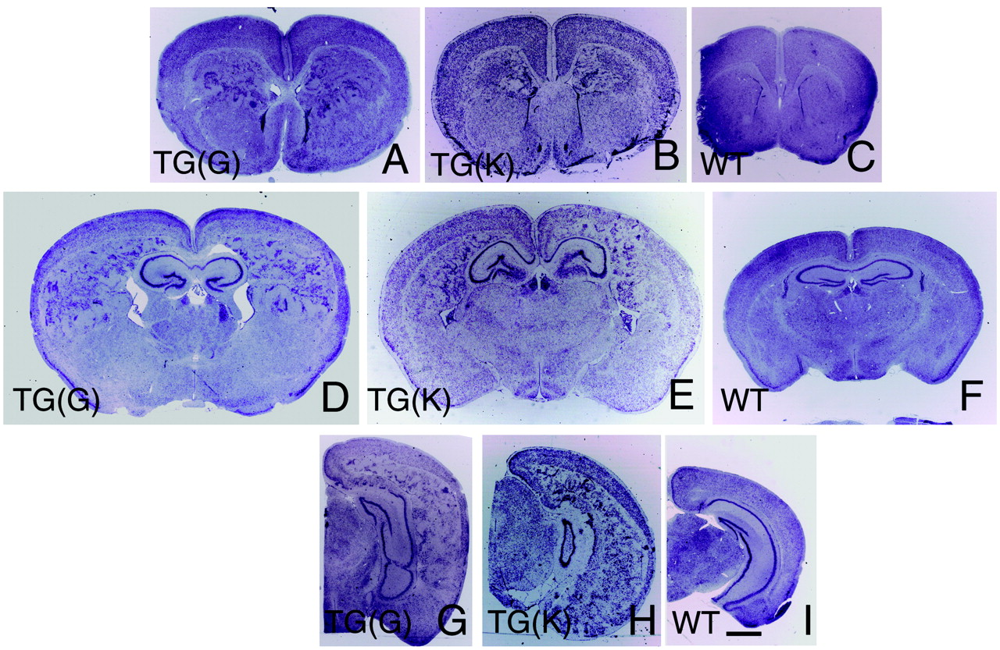 TG(G) A
TG(K) B
WT C
TG(G) D
TG(K) E
WT F
TG(G) G
TG(K) H
WT I